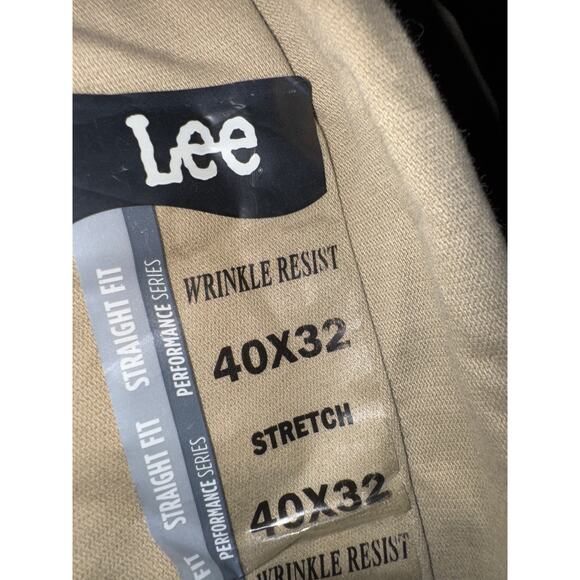 Lee
WRINKLE RESIST
40X32
STRETCH
40X32
WRINKLE RESIST
STRAIGHT FIT
PERFORMANCE SERIES
STRAIGHT FIT
PERFORMANCE SERIES